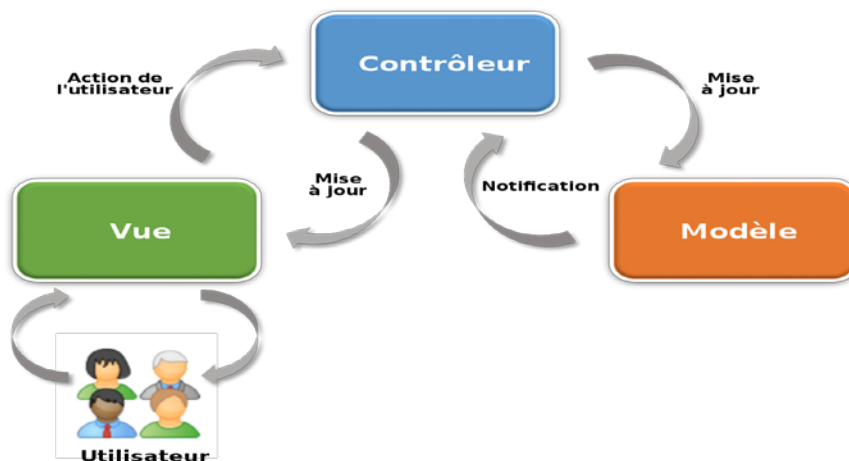 Contrôleur
Action de
l'utilisateur
Mise
à jour
Mise
à jour
Notification
Vue
Modèle
Utilisateur